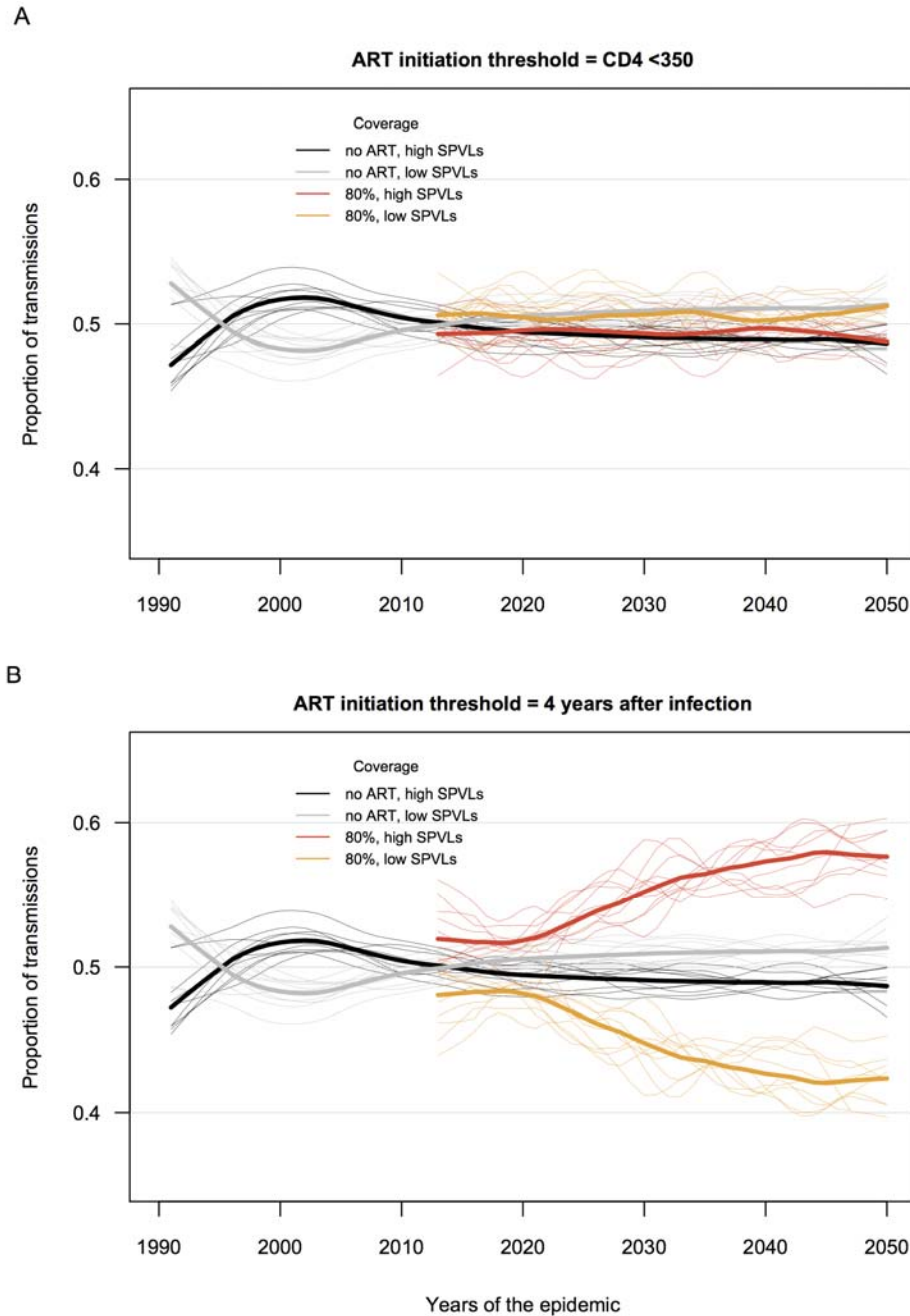 A
ART initiation threshold = CD4 <350
Coverage
no ART, high SPVLs
no ART, low SPVLs
80%, high SPVLs
80%, low SPVLs
Proportion of transmissions
0.6
0.5
0.4
1990 2000 2010 2020 2030 2040 2050
B
ART initiation threshold = 4 years after infection
Coverage
no ART, high SPVLs
no ART, low SPVLs
80%, high SPVLs
80%, low SPVLs
Proportion of transmissions
0.6
0.5
0.4
1990 2000 2010 2020 2030 2040 2050
Years of the epidemic